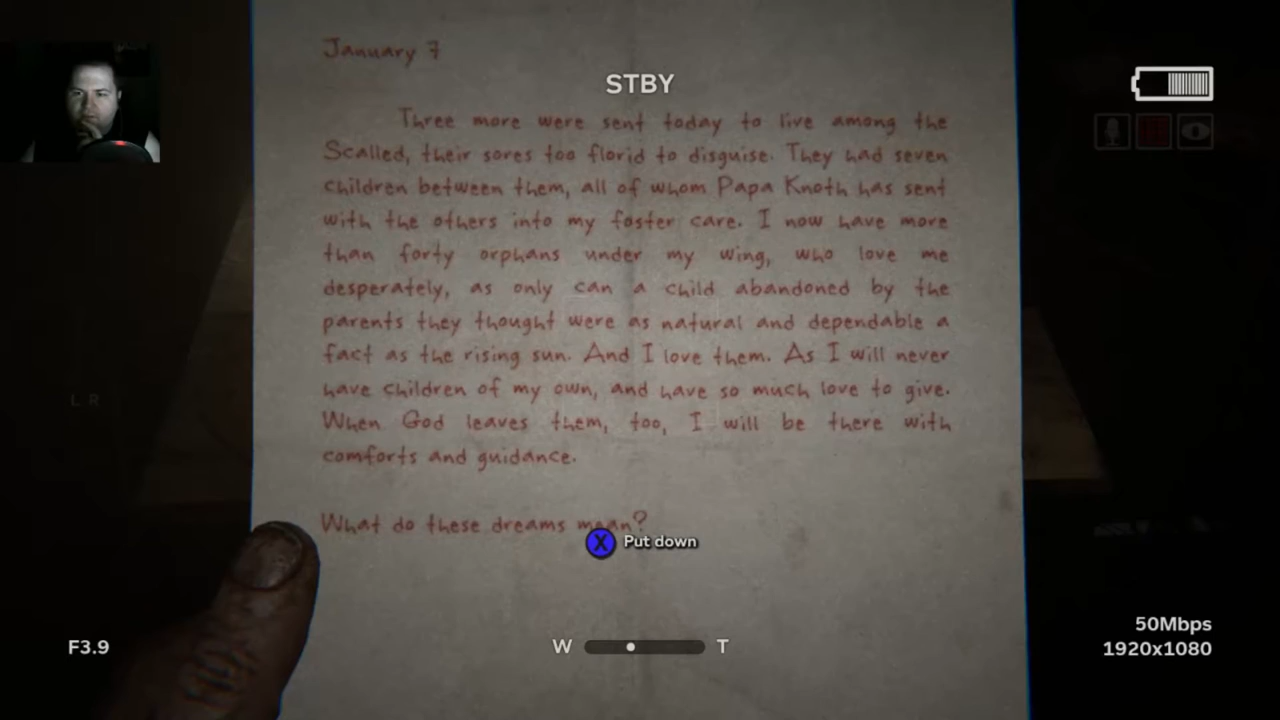 January 7
STBY
Three more were sent today to live among the
Scalled, their sores too florid to disguise. They had seven
children between them, all of whom Papa Knoth has sent
with the others into my foster care. I now have more
than forty orphans under my wing, who love me
desperately, as only can a child abandoned by the
parents they thought were as natural and dependable a
fact as the rising sun. And I love them. As I will never
have children of my own, and have so much love to give.
L R
When God leaves them, too, I will be there with
comforts and guidance.
What do these dreams mean?
X Put down
50Mbps
F3.9
W T
1920x1080